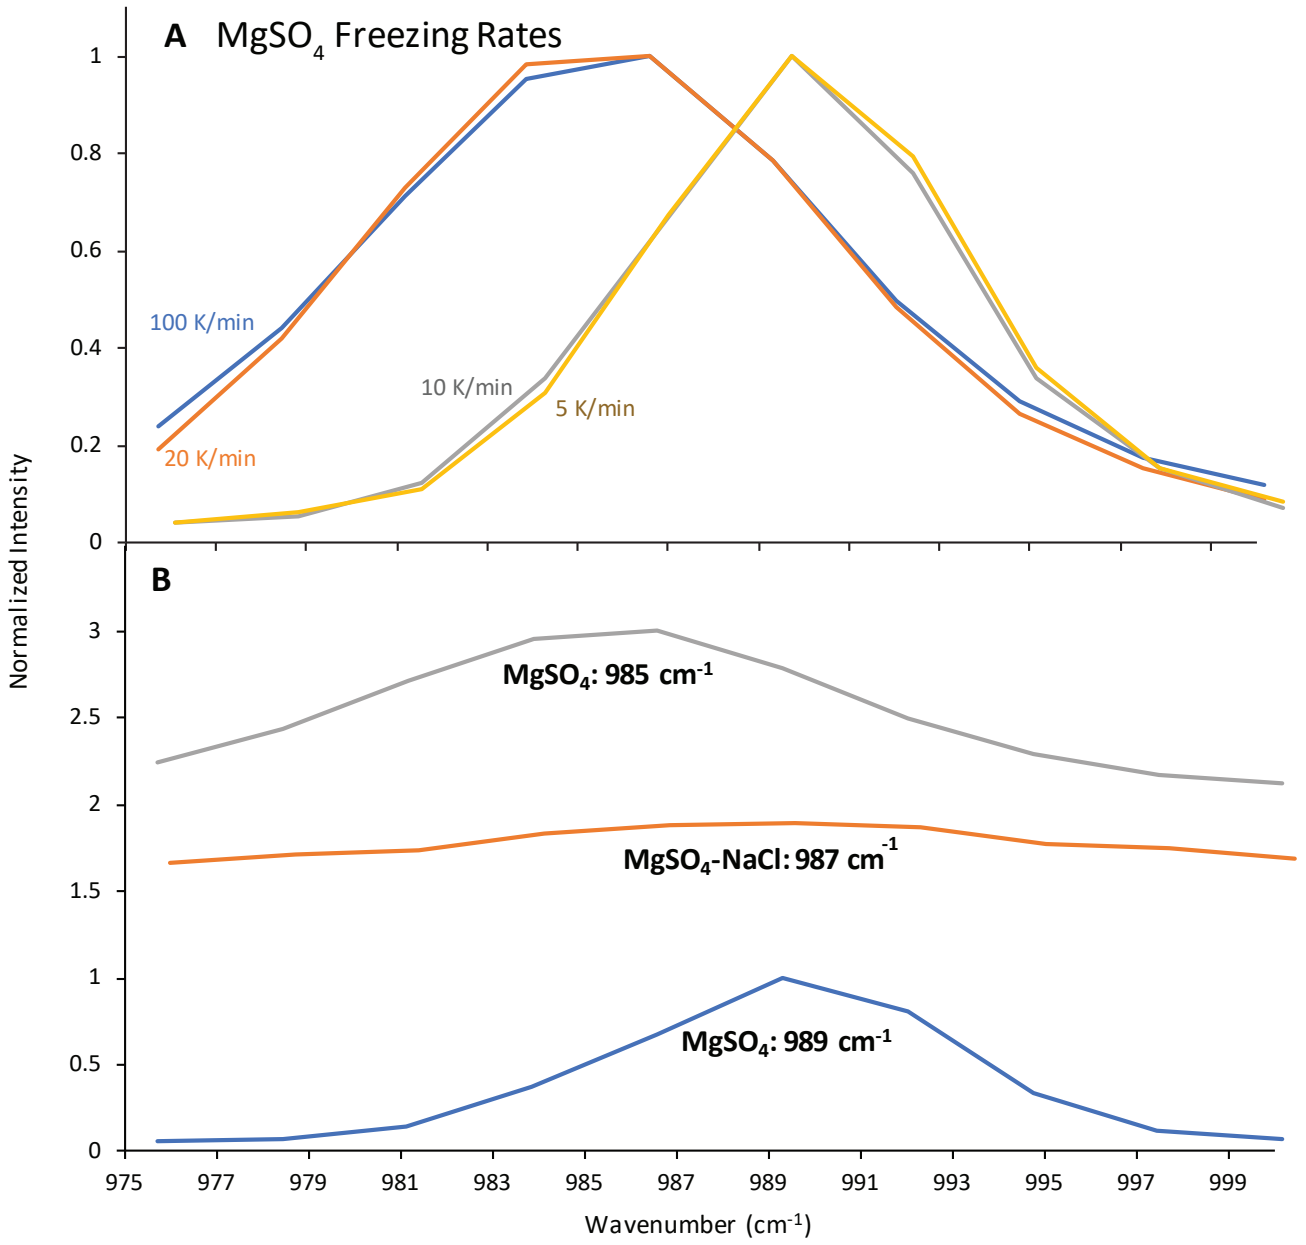 A MgSO4 Freezing Rates
1
0.8
0.6
100 K/min
0.4
10 K/min
5 K/min
0.2
20 K/min
0
Normalized Intensity
B
3
MgSO4: 985 cm-1
2.5
2
MgSO4-NaCl: 987 cm-1
1.5
1
MgSO4: 989 cm-1
0.5
0
975 977 979 981 983 985 987 989 991 993 995 997 999
Wavenumber (cm-1)